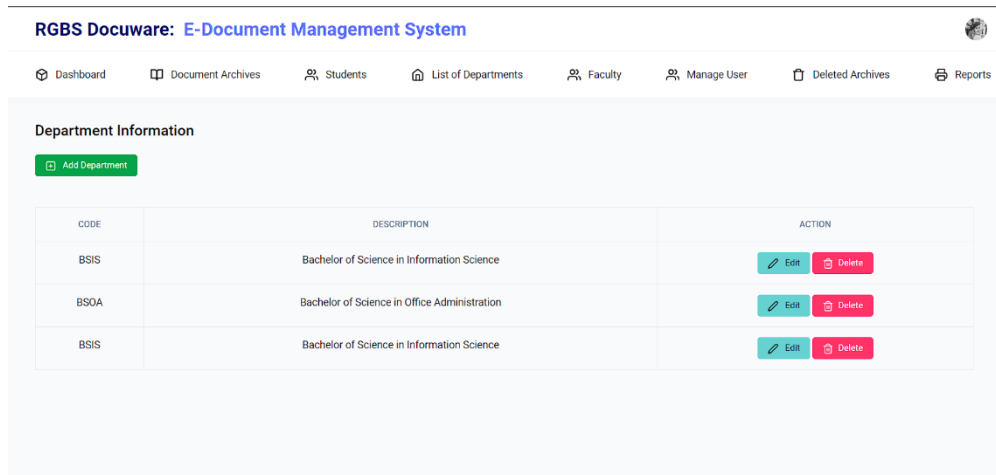 RGBS Docuware: E-Document Management System
Dashboard Document Archives Students List of Departments Faculty Manage User Deleted Archives Reports
Department Information
Add Department
CODE DESCRIPTION ACTION
BSIS Bachelor of Science in Information Science Edit Delete
BSOA Bachelor of Science in Office Administration Edit Delete
BSIS Bachelor of Science in Information Science Edit Delete